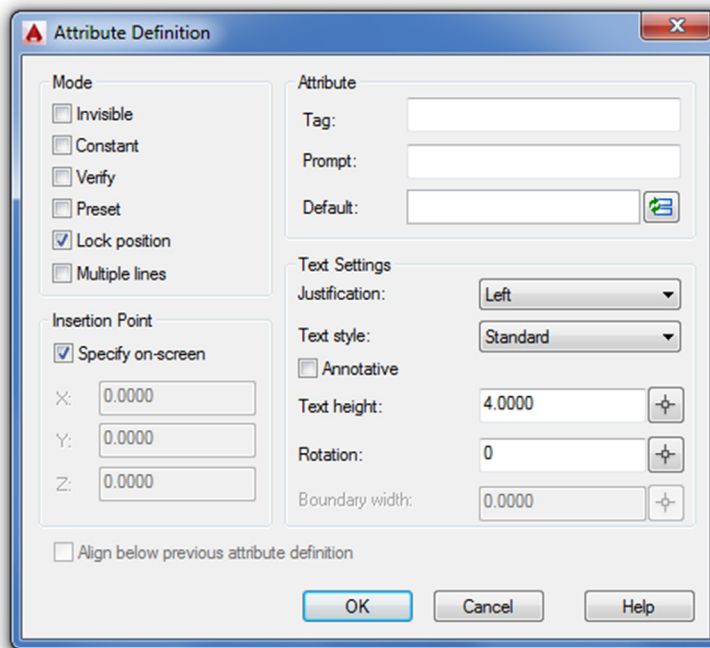 Attribute Definition
Mode
Invisible
Constant
Verify
Preset
Lock position
Multiple lines
Insertion Point
Specify on-screen
X: 0.0000
Y: 0.0000
Z: 0.0000
Attribute
Tag:
Prompt:
Default:
Text Settings
Justification: Left
Text style: Standard
Annotative
Text height: 4.0000
Rotation: 0
Boundary width: 0.0000
Align below previous attribute definition
OK Cancel Help